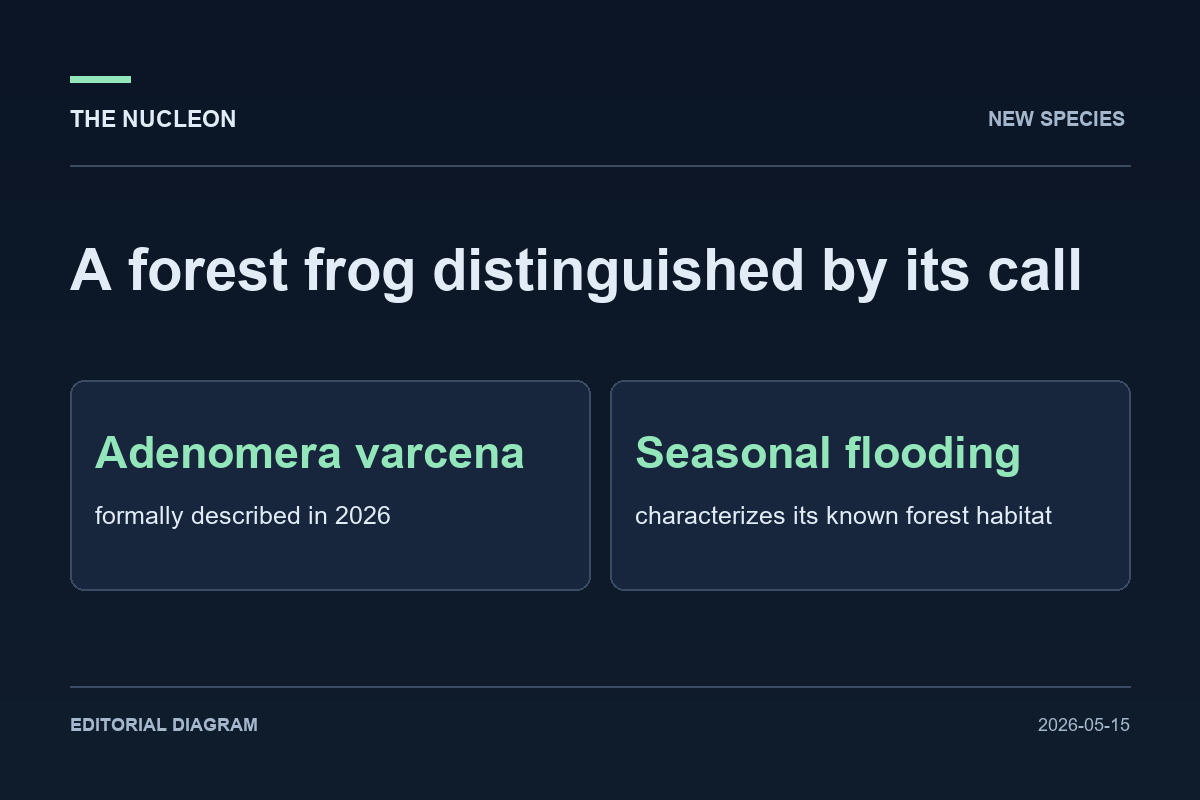 THE NUCLEON
NEW SPECIES
A forest frog distinguished by its call
Adenomera varcena
formally described in 2026
Seasonal flooding
characterizes its known forest habitat
EDITORIAL DIAGRAM
2026-05-15